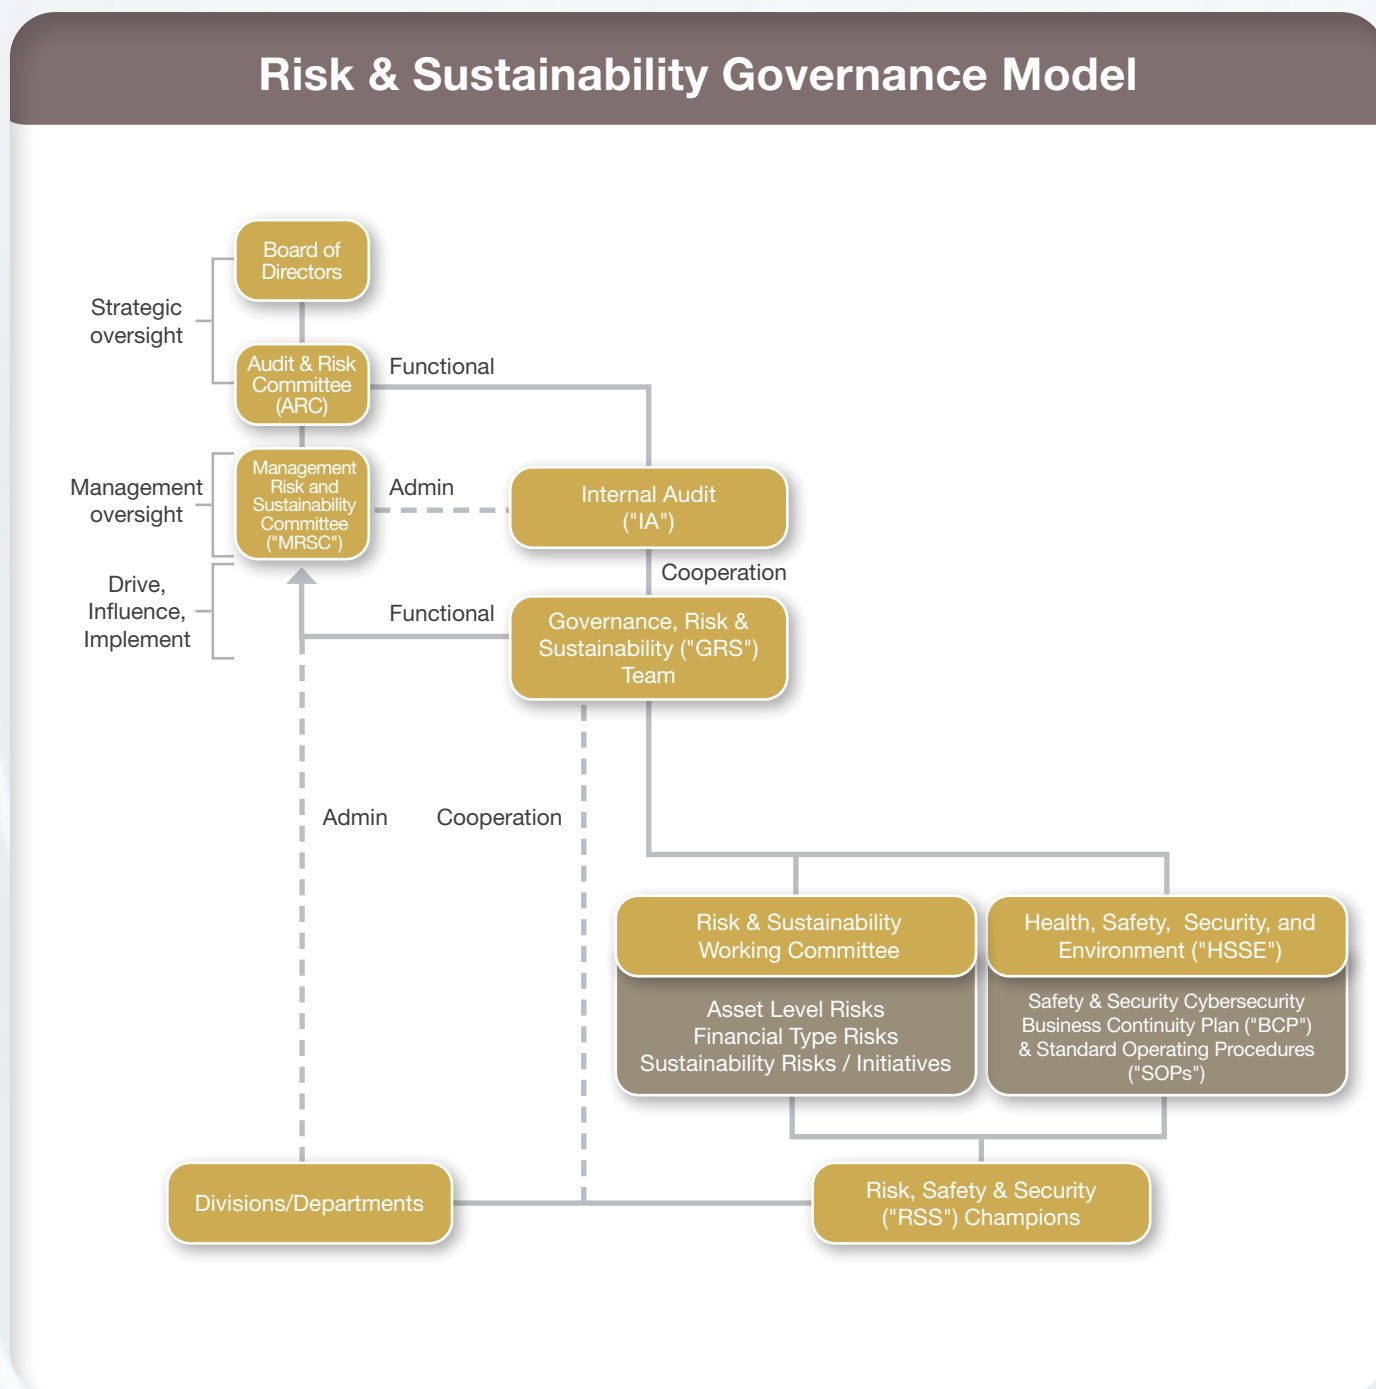 Risk & Sustainability Governance Model
Board of
Directors
Strategic
oversight
Audit & Risk
Committee
(ARC)
Functional
Management
Risk and
Sustainability
Committee
("MRSC")
Management
oversight
Admin
Internal Audit
("IA")
Cooperation
Drive,
Influence,
Implement
Functional
Governance, Risk &
Sustainability ("GRS")
Team
Admin
Cooperation
Risk & Sustainability
Working Committee
Asset Level Risks
Financial Type Risks
Sustainability Risks / Initiatives
Health, Safety,  Security, and
Environment ("HSSE")
Safety & Security Cybersecurity
Business Continuity Plan ("BCP")
& Standard Operating Procedures
("SOPs")
Divisions/Departments
Risk, Safety & Security
("RSS") Champions